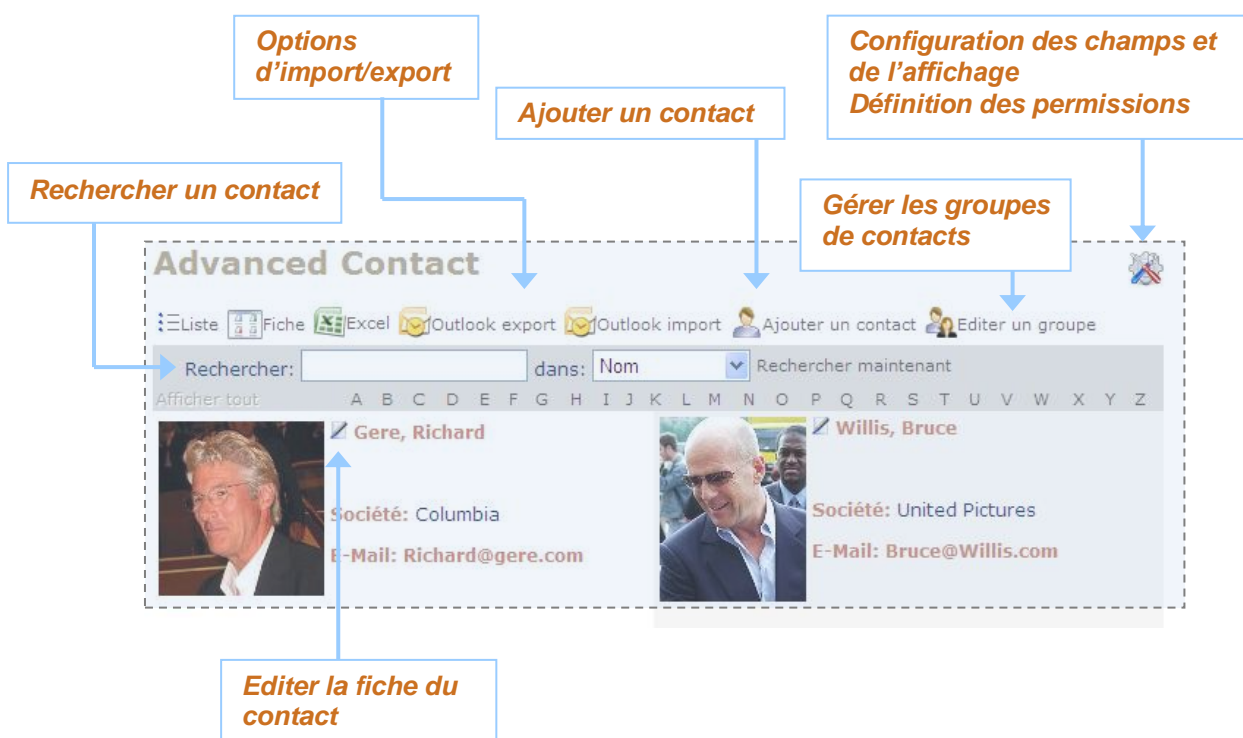 Options
d'import/export
Configuration des champs et
de l'affichage
Définition des permissions
Ajouter un contact
Rechercher un contact
Gérer les groupes
de contacts
Advanced Contact
Liste Fiche Excel Outlook export Outlook import Ajouter un contact Editer un groupe
Rechercher: dans: Nom Rechercher maintenant
Afficher tout A B C D E F G H I J K L M N O P Q R S T U V W X Y Z
Gere, Richard
Société: Columbia
E-Mail: Richard@gere.com
Willis, Bruce
Société: United Pictures
E-Mail: Bruce@Willis.com
Editer la fiche du
contact